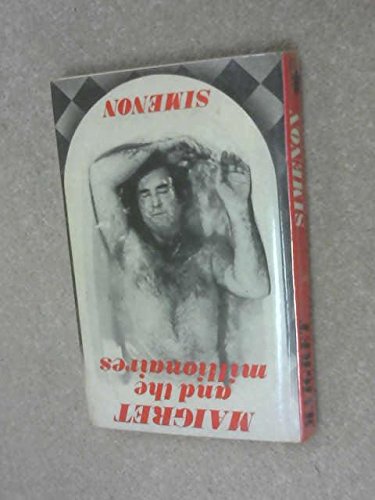 MAIGRET
and the
millionaires
SIMENON
SIMENON